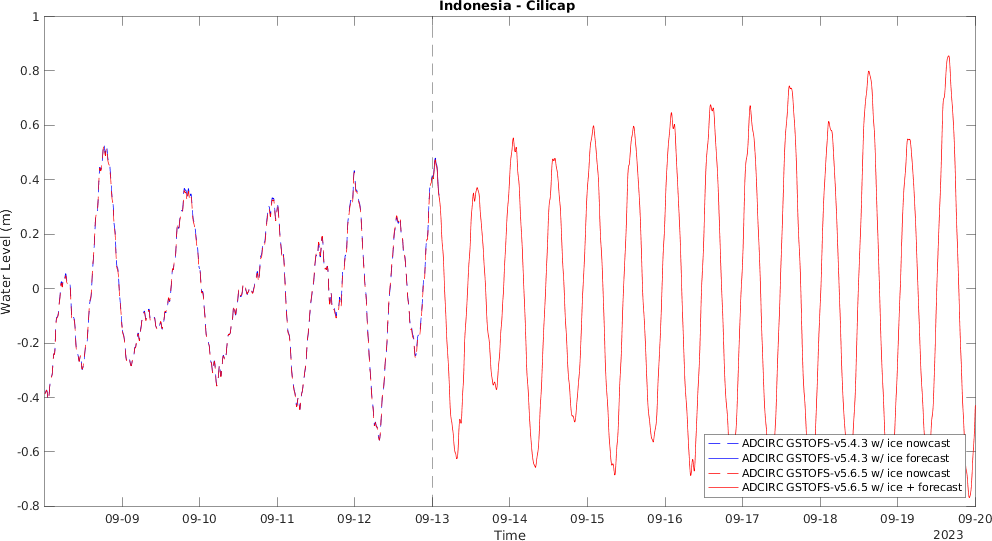 Indonesia - Cilicap
1
0.8
0.6
0.4
0.2
0
-0.2
-0.4
-0.6
-0.8
Water Level (m)
ADCIRC GSTOFS-v5.4.3 w/ ice nowcast
ADCIRC GSTOFS-v5.4.3 w/ ice forecast
ADCIRC GSTOFS-v5.6.5 w/ ice nowcast
ADCIRC GSTOFS-v5.6.5 w/ ice + forecast
09-09 09-10 09-11 09-12 09-13 09-14 09-15 09-16 09-17 09-18 09-19 09-20
Time
2023